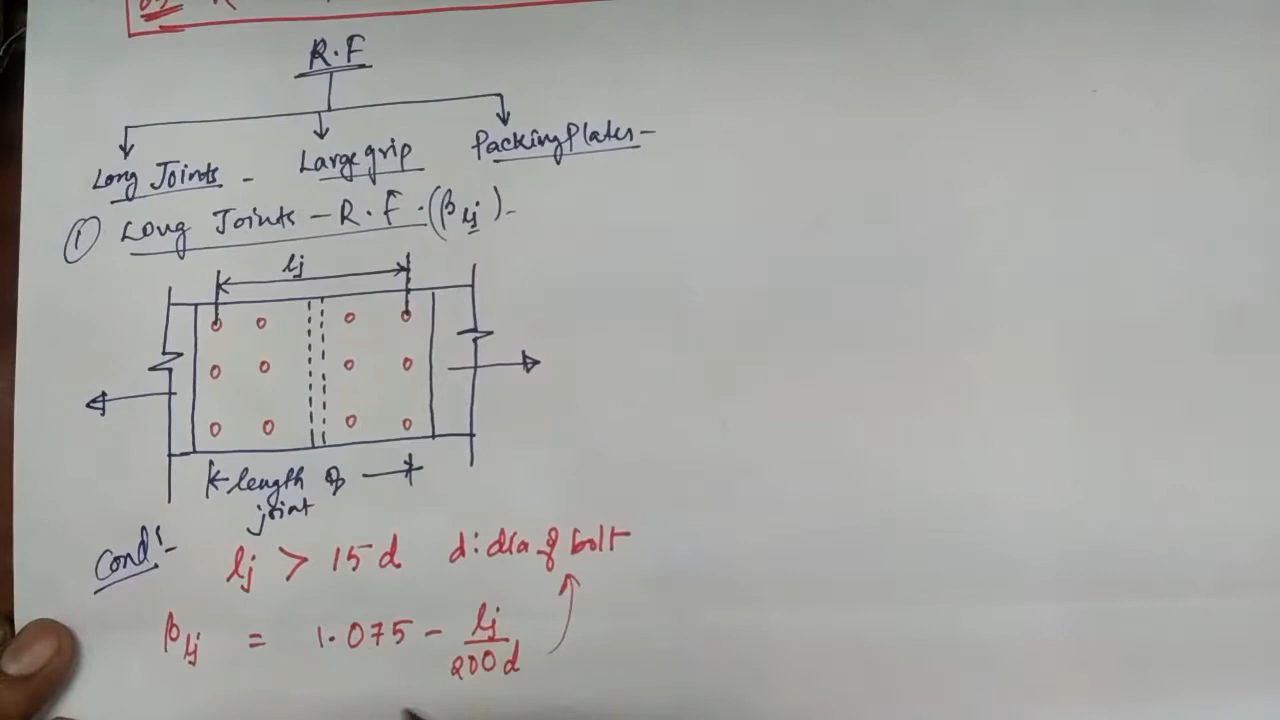 R.F
Long Joints - Large grip Packing Plates -
① Long Joints - R.F. (βlj) -
lj
length of
joint
Cond':- lj > 15d d: dia of bolt
βlj = 1.075 - lj/200d